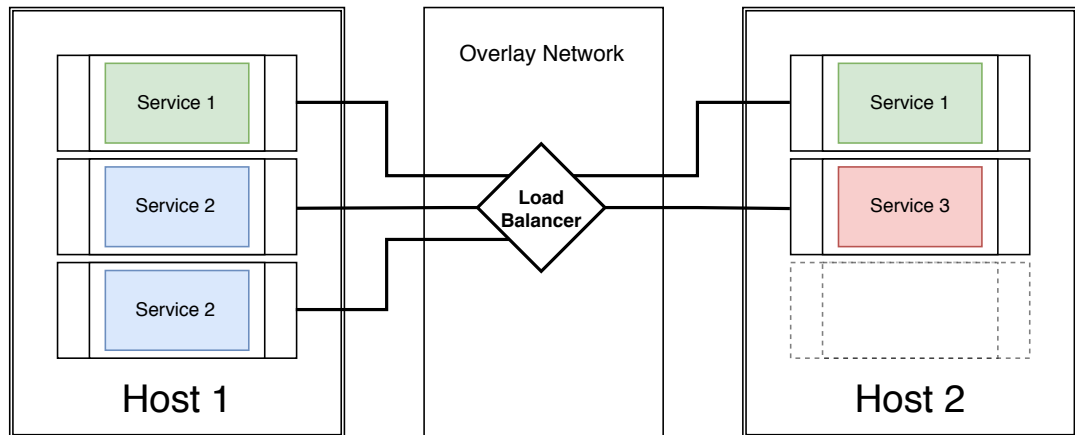 Overlay Network
Service 1
Service 2
Service 2
Host 1
Load
Balancer
Service 1
Service 3
Host 2